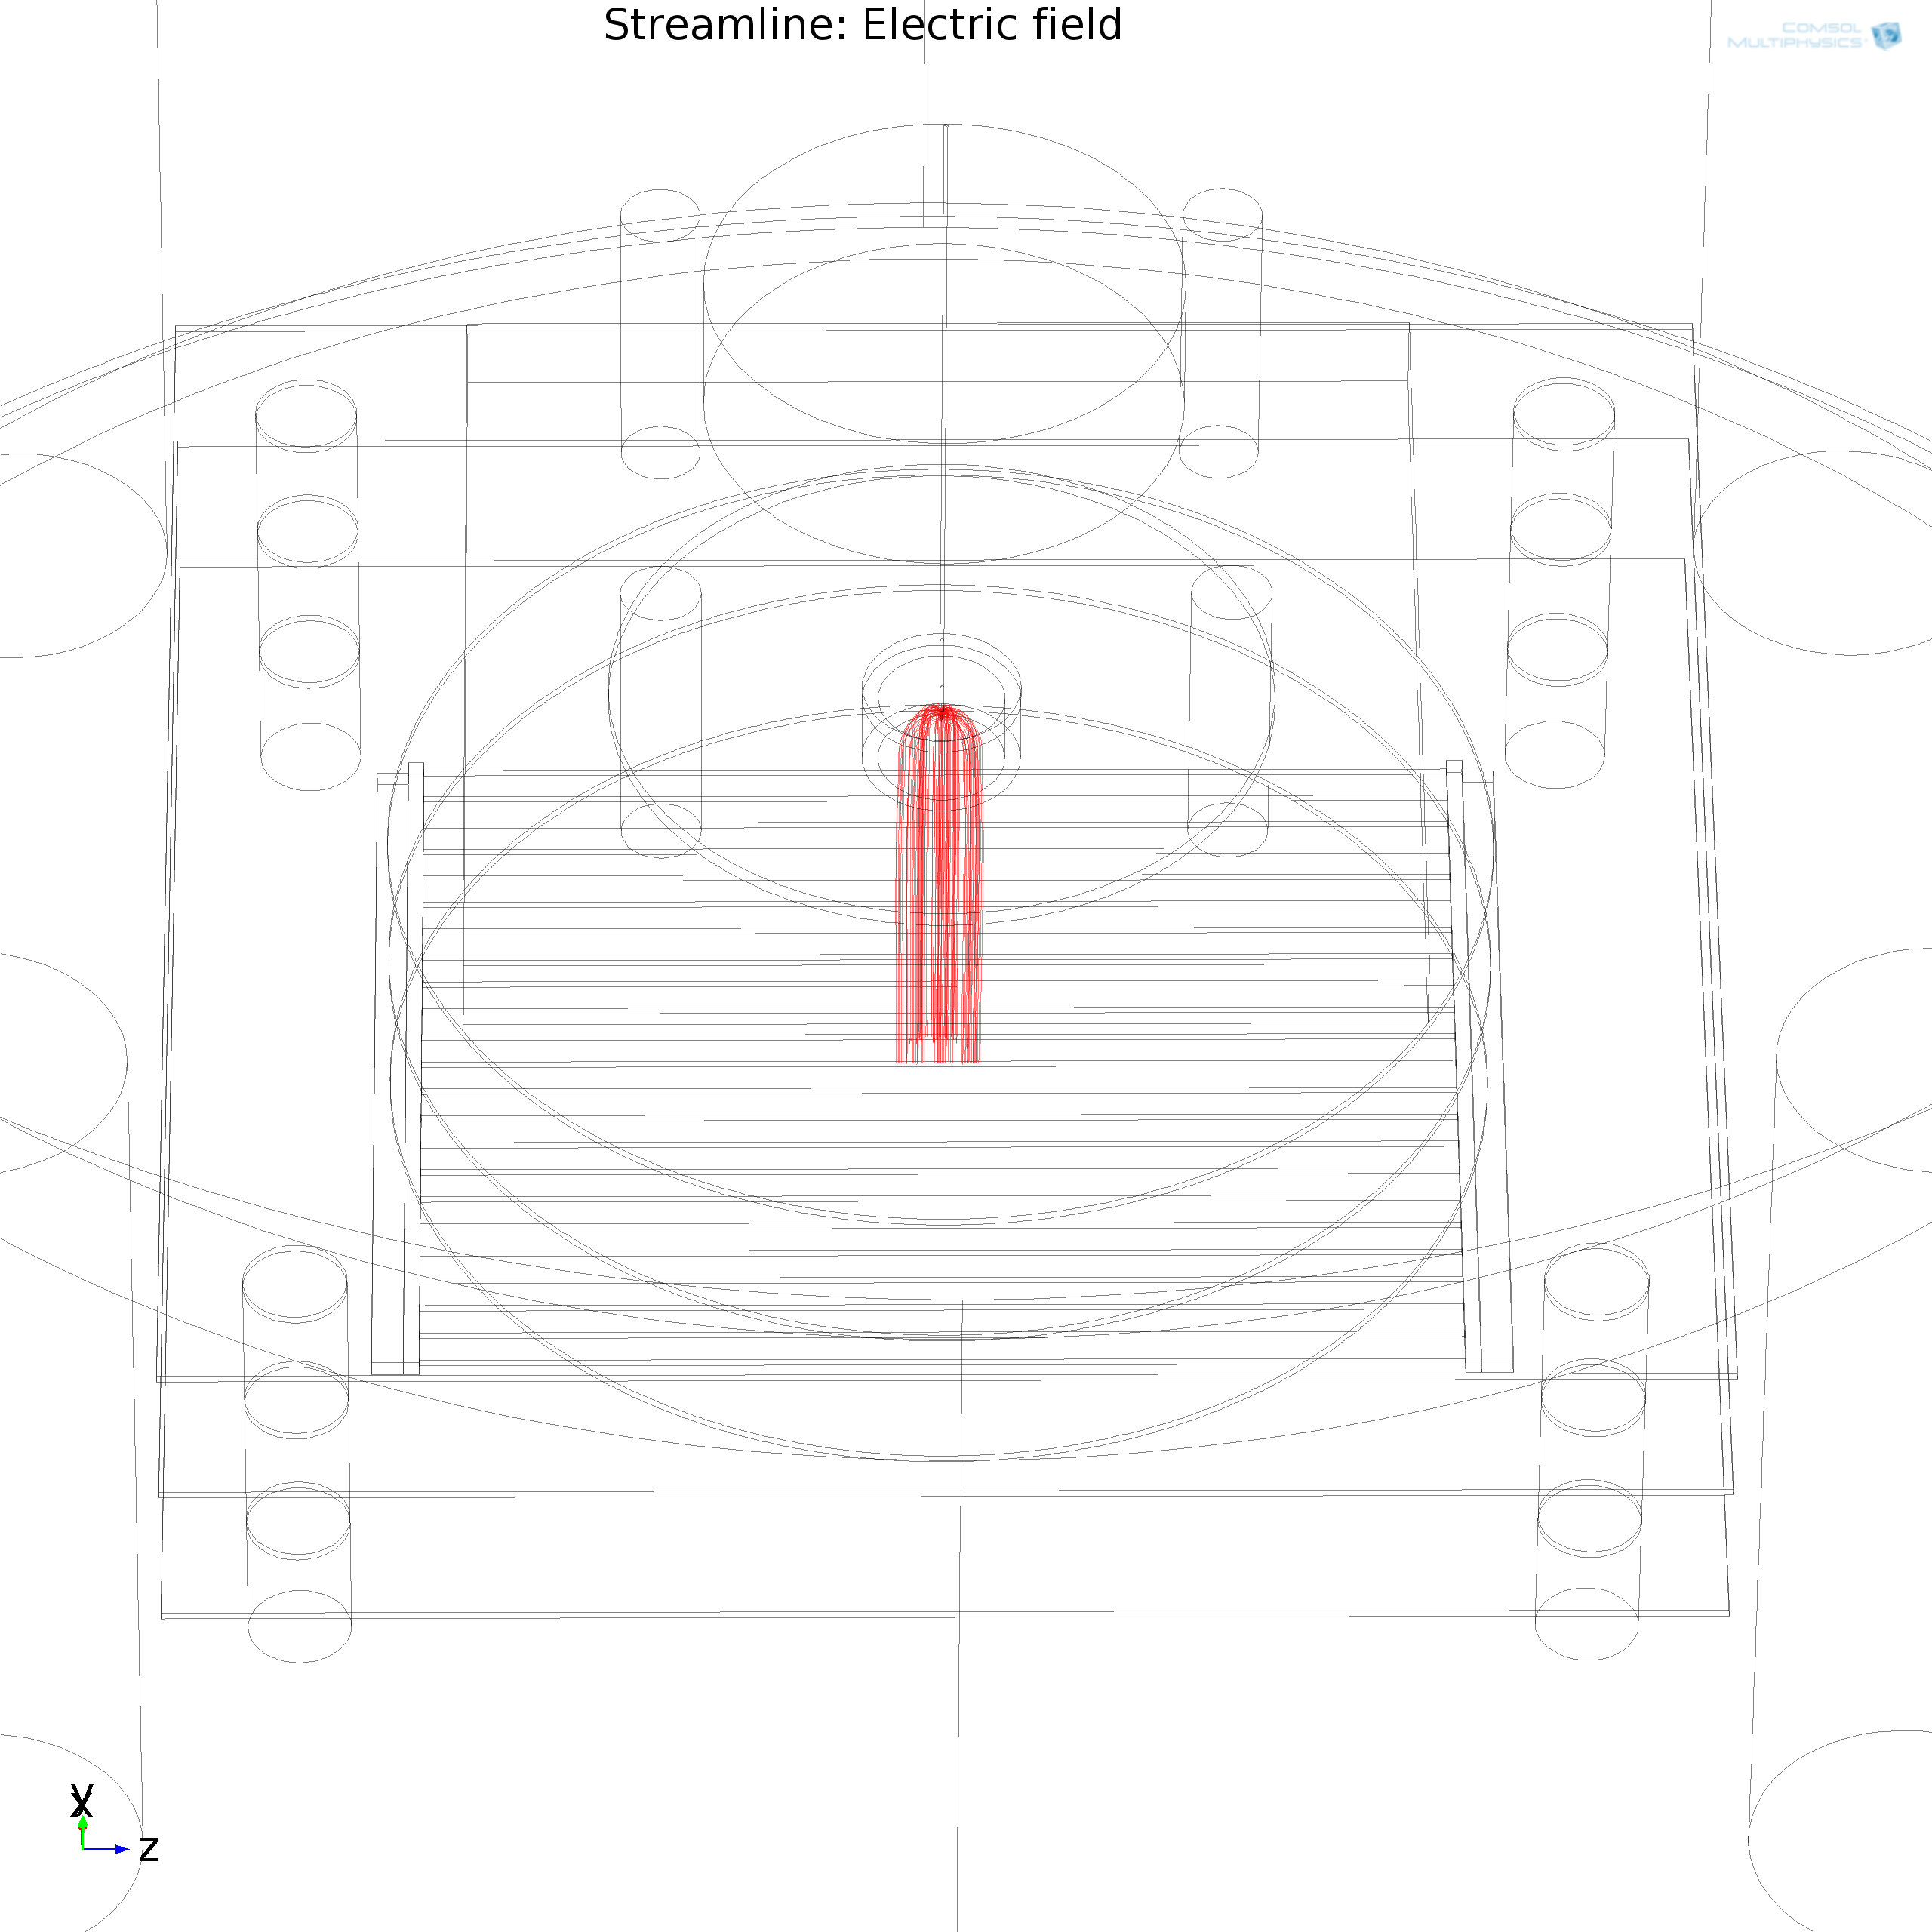 Streamline: Electric field
COMSOL
MULTIPHYSICS
y
x
z